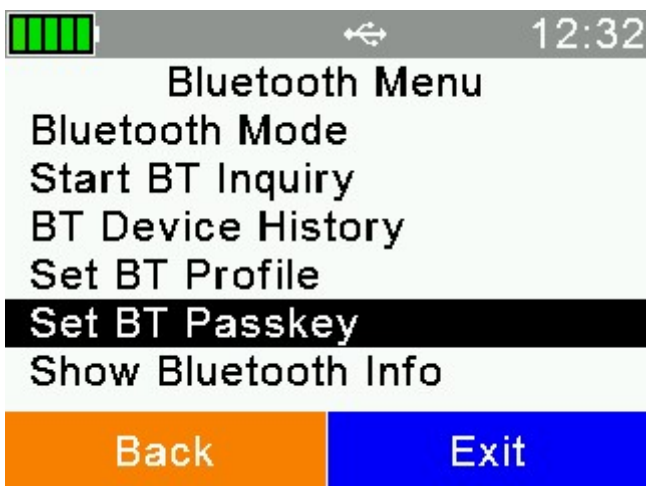 12:32
Bluetooth Menu
Bluetooth Mode
Start BT Inquiry
BT Device History
Set BT Profile
Set BT Passkey
Show Bluetooth Info
Back Exit